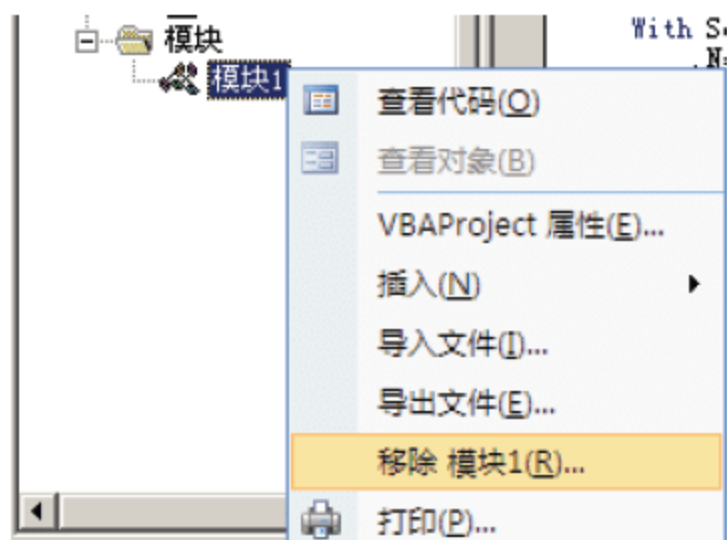 模块
模块1
With S
.N
查看代码(O)
查看对象(B)
VBAProject 属性(E)...
插入(N)
导入文件(I)...
导出文件(E)...
移除 模块1(R)...
打印(P)...